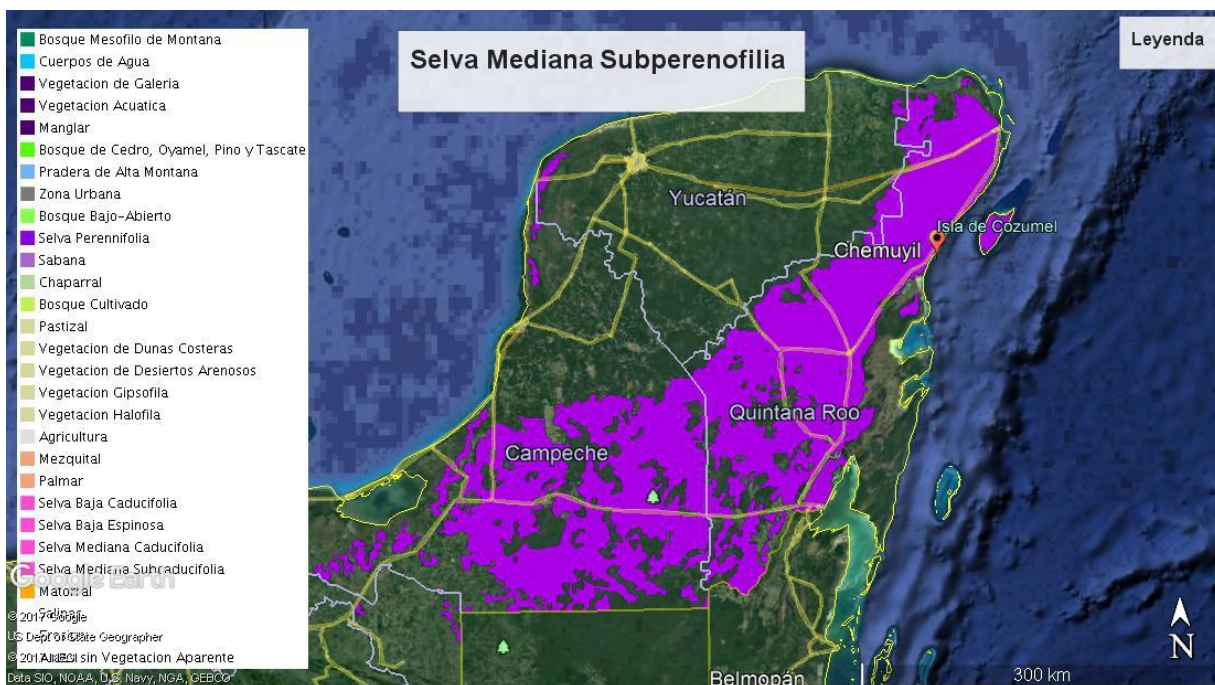 Bosque Mesofilo de Montana
Cuerpos de Agua
Vegetacion de Galeria
Vegetacion Acuatica
Manglar
Bosque de Cedro, Oyamel, Pino y Tascate
Pradera de Alta Montana
Zona Urbana
Bosque Bajo-Abierto
Selva Perennifolia
Sabana
Chaparral
Bosque Cultivado
Pastizal
Vegetacion de Dunas Costeras
Vegetacion de Desiertos Arenosos
Vegetacion Gipsofila
Vegetacion Halofila
Agricultura
Mezquital
Palmar
Selva Baja Caducifolia
Selva Baja Espinosa
Selva Mediana Caducifolia
Selva Mediana Subcaducifolia
Google Earth
Matorral
Salinas
© 2017 Google
US Dept of State Geographer
sin Vegetacion Aparente
Data SIO, NOAA, U.S. Navy, NGA, GEBCO
Selva Mediana Subperenofilia
Leyenda
Yucatán
Isla de Cozumel
Chemuyil
Quintana Roo
Campeche
Belmopán
300 km
N